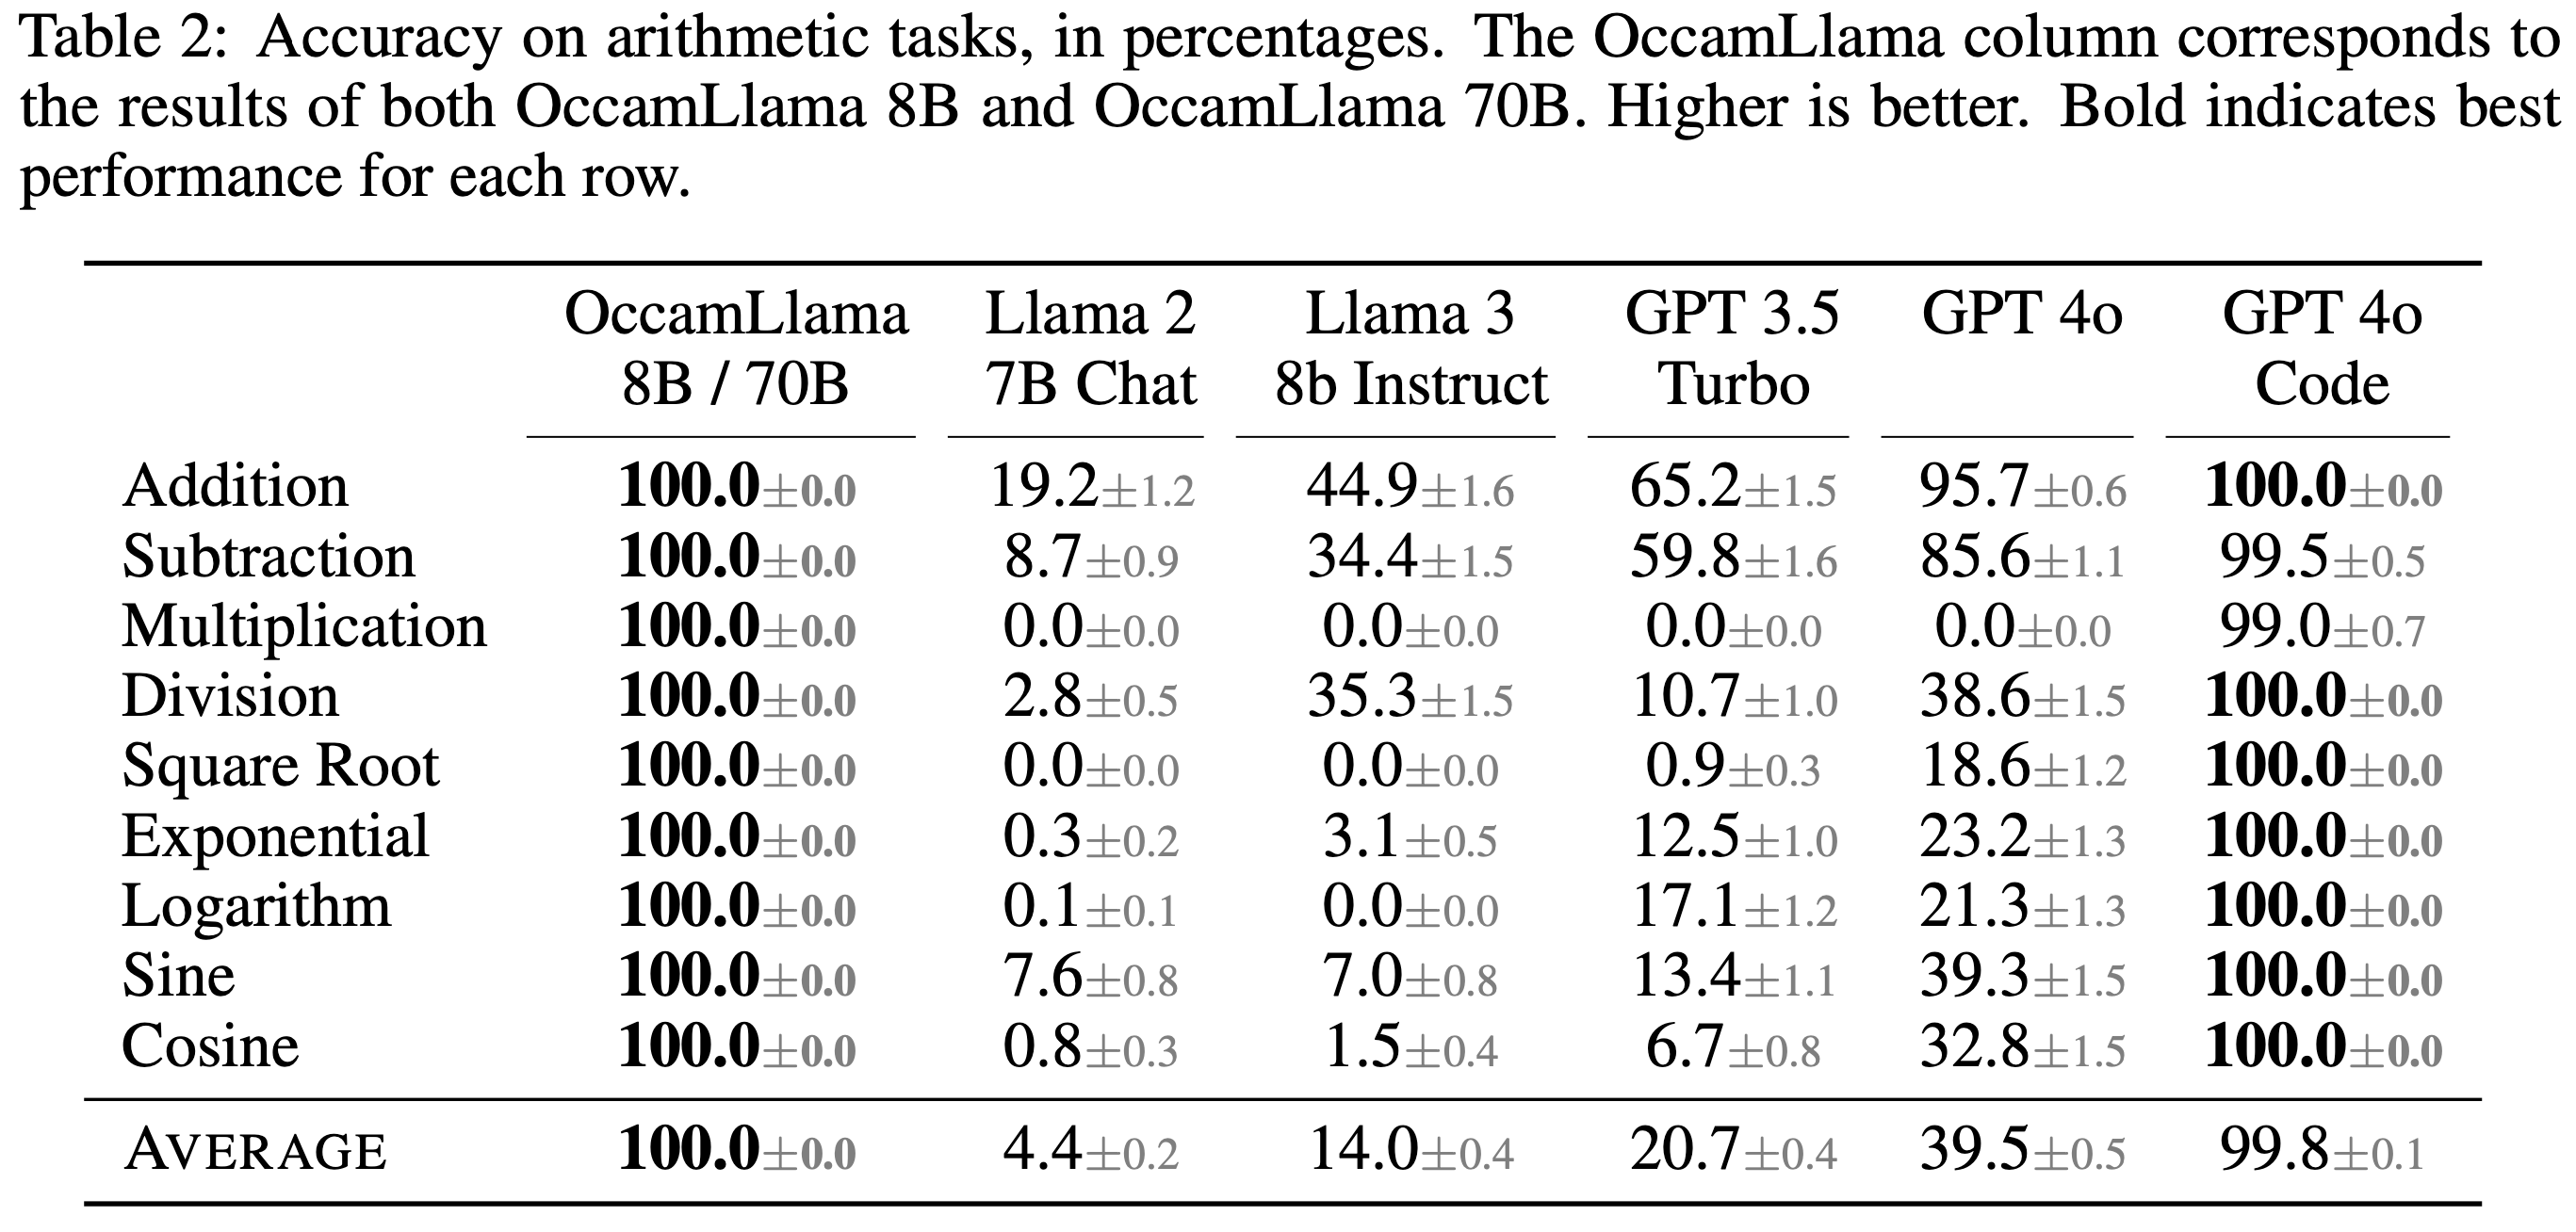 Table 2: Accuracy on arithmetic tasks, in percentages. The OccamLlama column corresponds to
the results of both OccamLlama 8B and OccamLlama 70B. Higher is better. Bold indicates best
performance for each row.
OccamLlama Llama 2 Llama 3 GPT 3.5 GPT 4o GPT 4o
8B / 70B 7B Chat 8b Instruct Turbo Code
Addition 100.0±0.0 19.2±1.2 44.9±1.6 65.2±1.5 95.7±0.6 100.0±0.0
Subtraction 100.0±0.0 8.7±0.9 34.4±1.5 59.8±1.6 85.6±1.1 99.5±0.5
Multiplication 100.0±0.0 0.0±0.0 0.0±0.0 0.0±0.0 0.0±0.0 99.0±0.7
Division 100.0±0.0 2.8±0.5 35.3±1.5 10.7±1.0 38.6±1.5 100.0±0.0
Square Root 100.0±0.0 0.0±0.0 0.0±0.0 0.9±0.3 18.6±1.2 100.0±0.0
Exponential 100.0±0.0 0.3±0.2 3.1±0.5 12.5±1.0 23.2±1.3 100.0±0.0
Logarithm 100.0±0.0 0.1±0.1 0.0±0.0 17.1±1.2 21.3±1.3 100.0±0.0
Sine 100.0±0.0 7.6±0.8 7.0±0.8 13.4±1.1 39.3±1.5 100.0±0.0
Cosine 100.0±0.0 0.8±0.3 1.5±0.4 6.7±0.8 32.8±1.5 100.0±0.0
AVERAGE 100.0±0.0 4.4±0.2 14.0±0.4 20.7±0.4 39.5±0.5 99.8±0.1